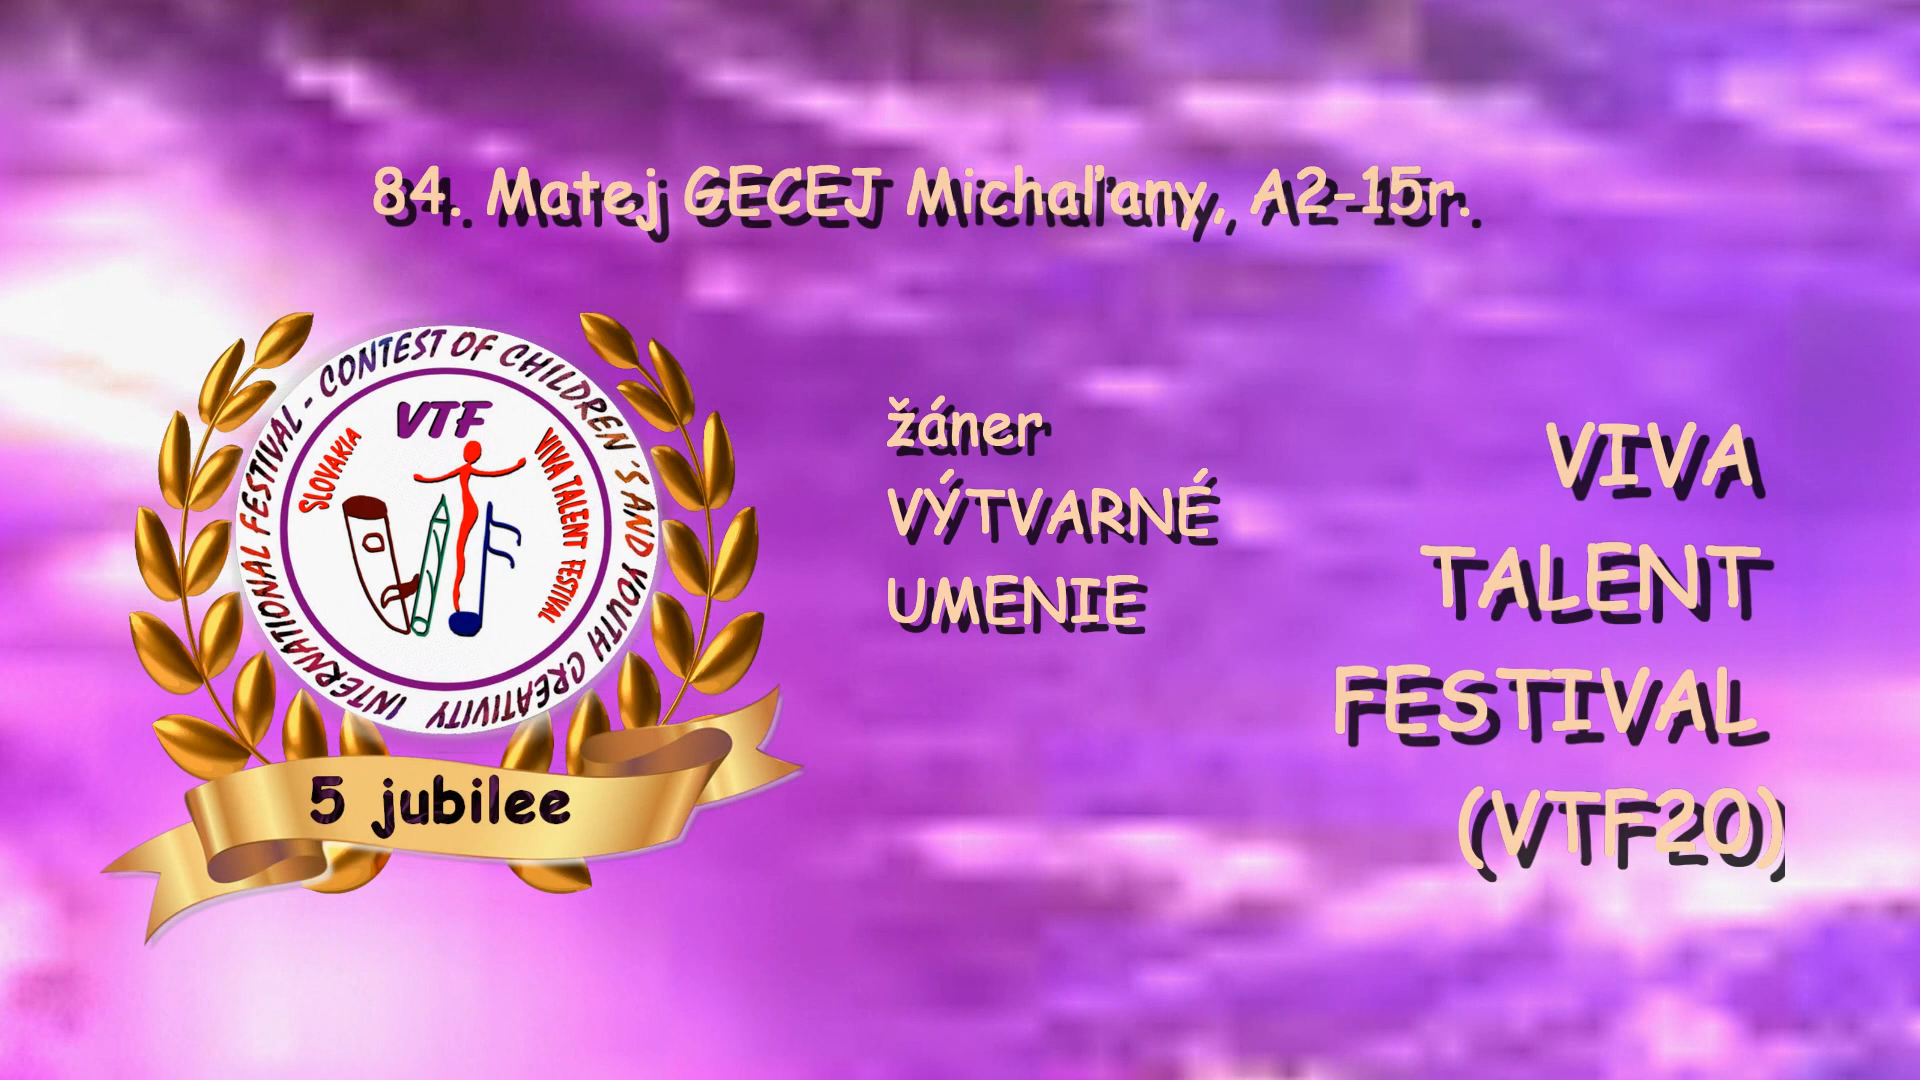 84. Matej GECEJ Michaľany, A2-15r.
INTERNATIONAL FESTIVAL - CONTEST OF CHILDREN´S AND YOUTH CREATIVITY
VTF
SLOVAKIA
VIVA TALENT FESTIVAL
5 jubilee
žáner
VÝTVARNÉ
UMENIE
VIVA
TALENT
FESTIVAL
(VTF20)